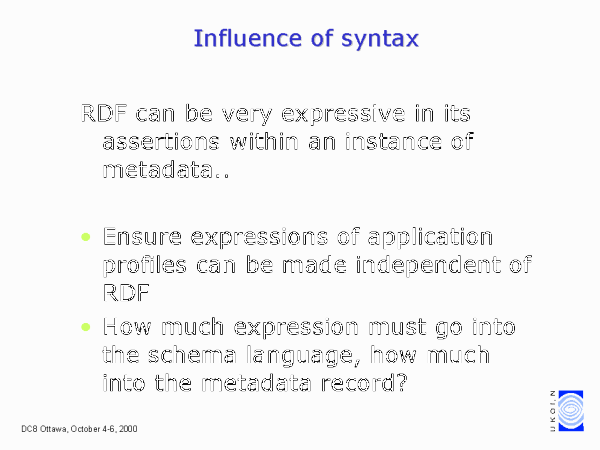 Influence of syntax
RDF can be very expressive in its
assertions within an instance of
metadata..
• Ensure expressions of application
profiles can be made independent of
RDF
• How much expression must go into
the schema language, how much
into the metadata record?
DC8 Ottawa, October 4-6, 2000
UKOLN